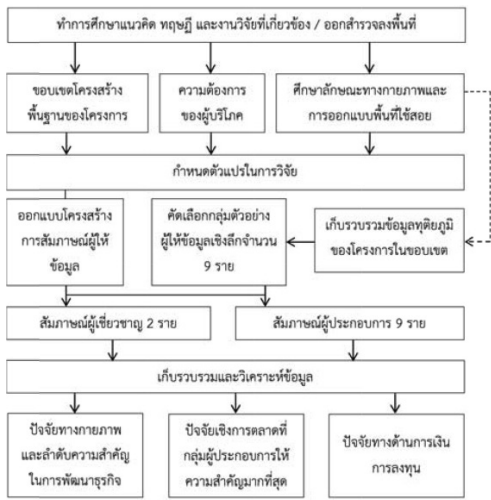 ทำการศึกษาแนวคิด ทฤษฎี และงานวิจัยที่เกี่ยวข้อง / ออกสำรวจลงพื้นที่
ขอบเขตโครงสร้าง
พื้นฐานของโครงการ
ความต้องการ
ของผู้บริโภค
ศึกษาลักษณะทางกายภาพและ
การออกแบบพื้นที่ใช้สอย
กำหนดตัวแปรในการวิจัย
ออกแบบโครงสร้าง
การสัมภาษณ์ผู้ให้
ข้อมูล
คัดเลือกกลุ่มตัวอย่าง
ผู้ให้ข้อมูลเชิงลึกจำนวน
9 ราย
เก็บรวบรวมข้อมูลทุติยภูมิ
ของโครงการในขอบเขต
สัมภาษณ์ผู้เชี่ยวชาญ 2 ราย
สัมภาษณ์ผู้ประกอบการ 9 ราย
เก็บรวบรวมและวิเคราะห์ข้อมูล
ปัจจัยทางกายภาพ
และลำดับความสำคัญ
ในการพัฒนาธุรกิจ
ปัจจัยเชิงการตลาดที่
กลุ่มผู้ประกอบการให้
ความสำคัญมากที่สุด
ปัจจัยทางด้านการเงิน
การลงทุน